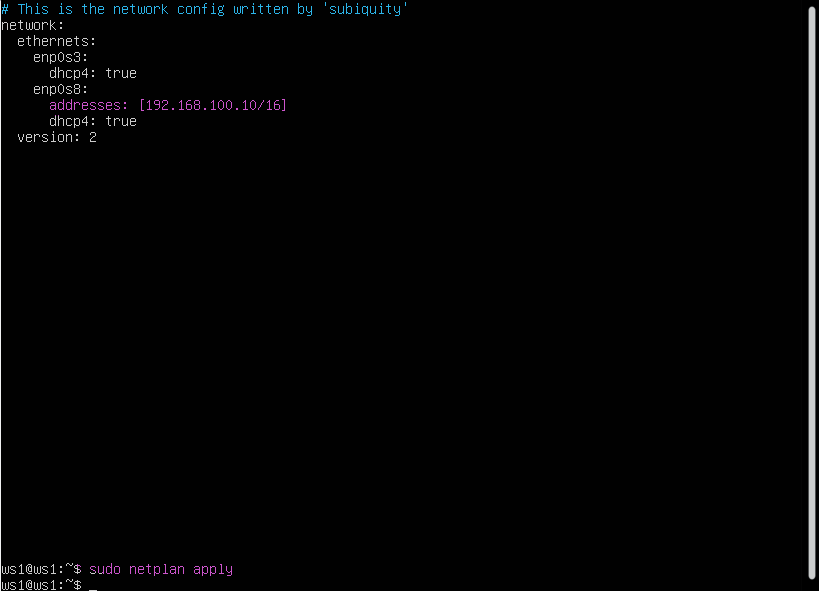 # This is the network config written by 'subiquity'
network:
  ethernets:
    enp0s3:
      dhcp4: true
    enp0s8:
      addresses: [192.168.100.10/16]
      dhcp4: true
  version: 2
ws1@ws1:~$ sudo netplan apply
ws1@ws1:~$ _